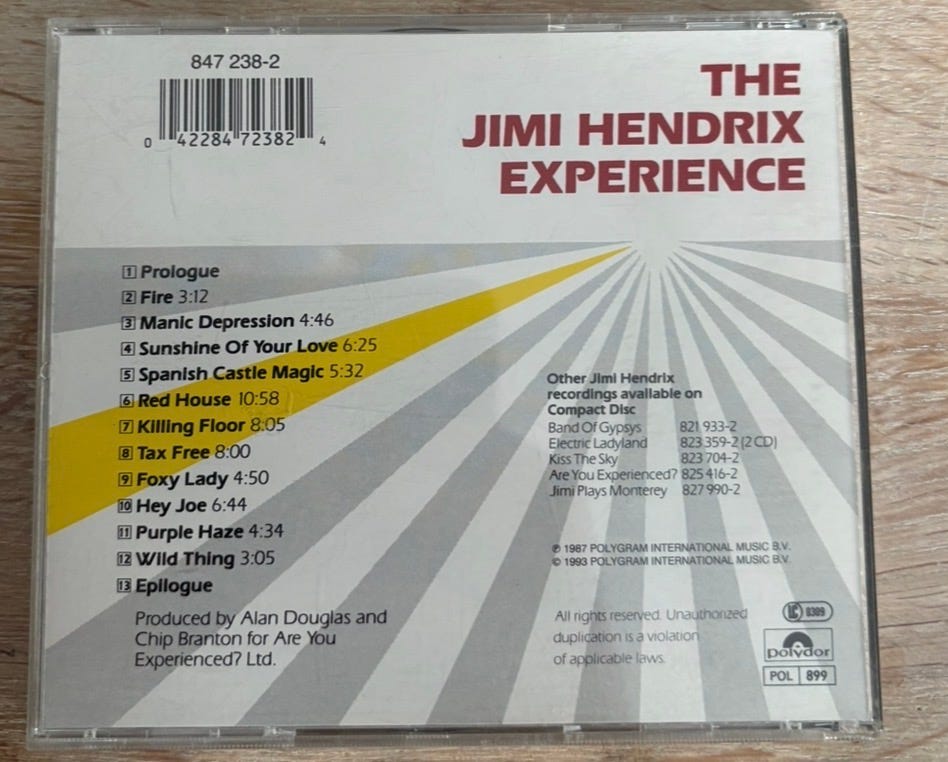 847 238-2
0 42284 72382 4
THE
JIMI HENDRIX
EXPERIENCE
1 Prologue
2 Fire 3:12
3 Manic Depression 4:46
4 Sunshine Of Your Love 6:25
5 Spanish Castle Magic 5:32
6 Red House 10:58
7 Killing Floor 8:05
8 Tax Free 8:00
9 Foxy Lady 4:50
10 Hey Joe 6:44
11 Purple Haze 4:34
12 Wild Thing 3:05
13 Epilogue
Produced by Alan Douglas and
Chip Branton for Are You
Experienced? Ltd.
Other Jimi Hendrix
recordings available on
Compact Disc
Band Of Gypsys 821 933-2
Electric Ladyland 823 359-2 (2 CD)
Kiss The Sky 823 704-2
Are You Experienced? 825 416-2
Jimi Plays Monterey 827 990-2
℗ 1987 POLYGRAM INTERNATIONAL MUSIC B.V.
© 1993 POLYGRAM INTERNATIONAL MUSIC B.V.
All rights reserved. Unauthorized
duplication is a violation
of applicable laws.
LC 0309
polydor
POL 899